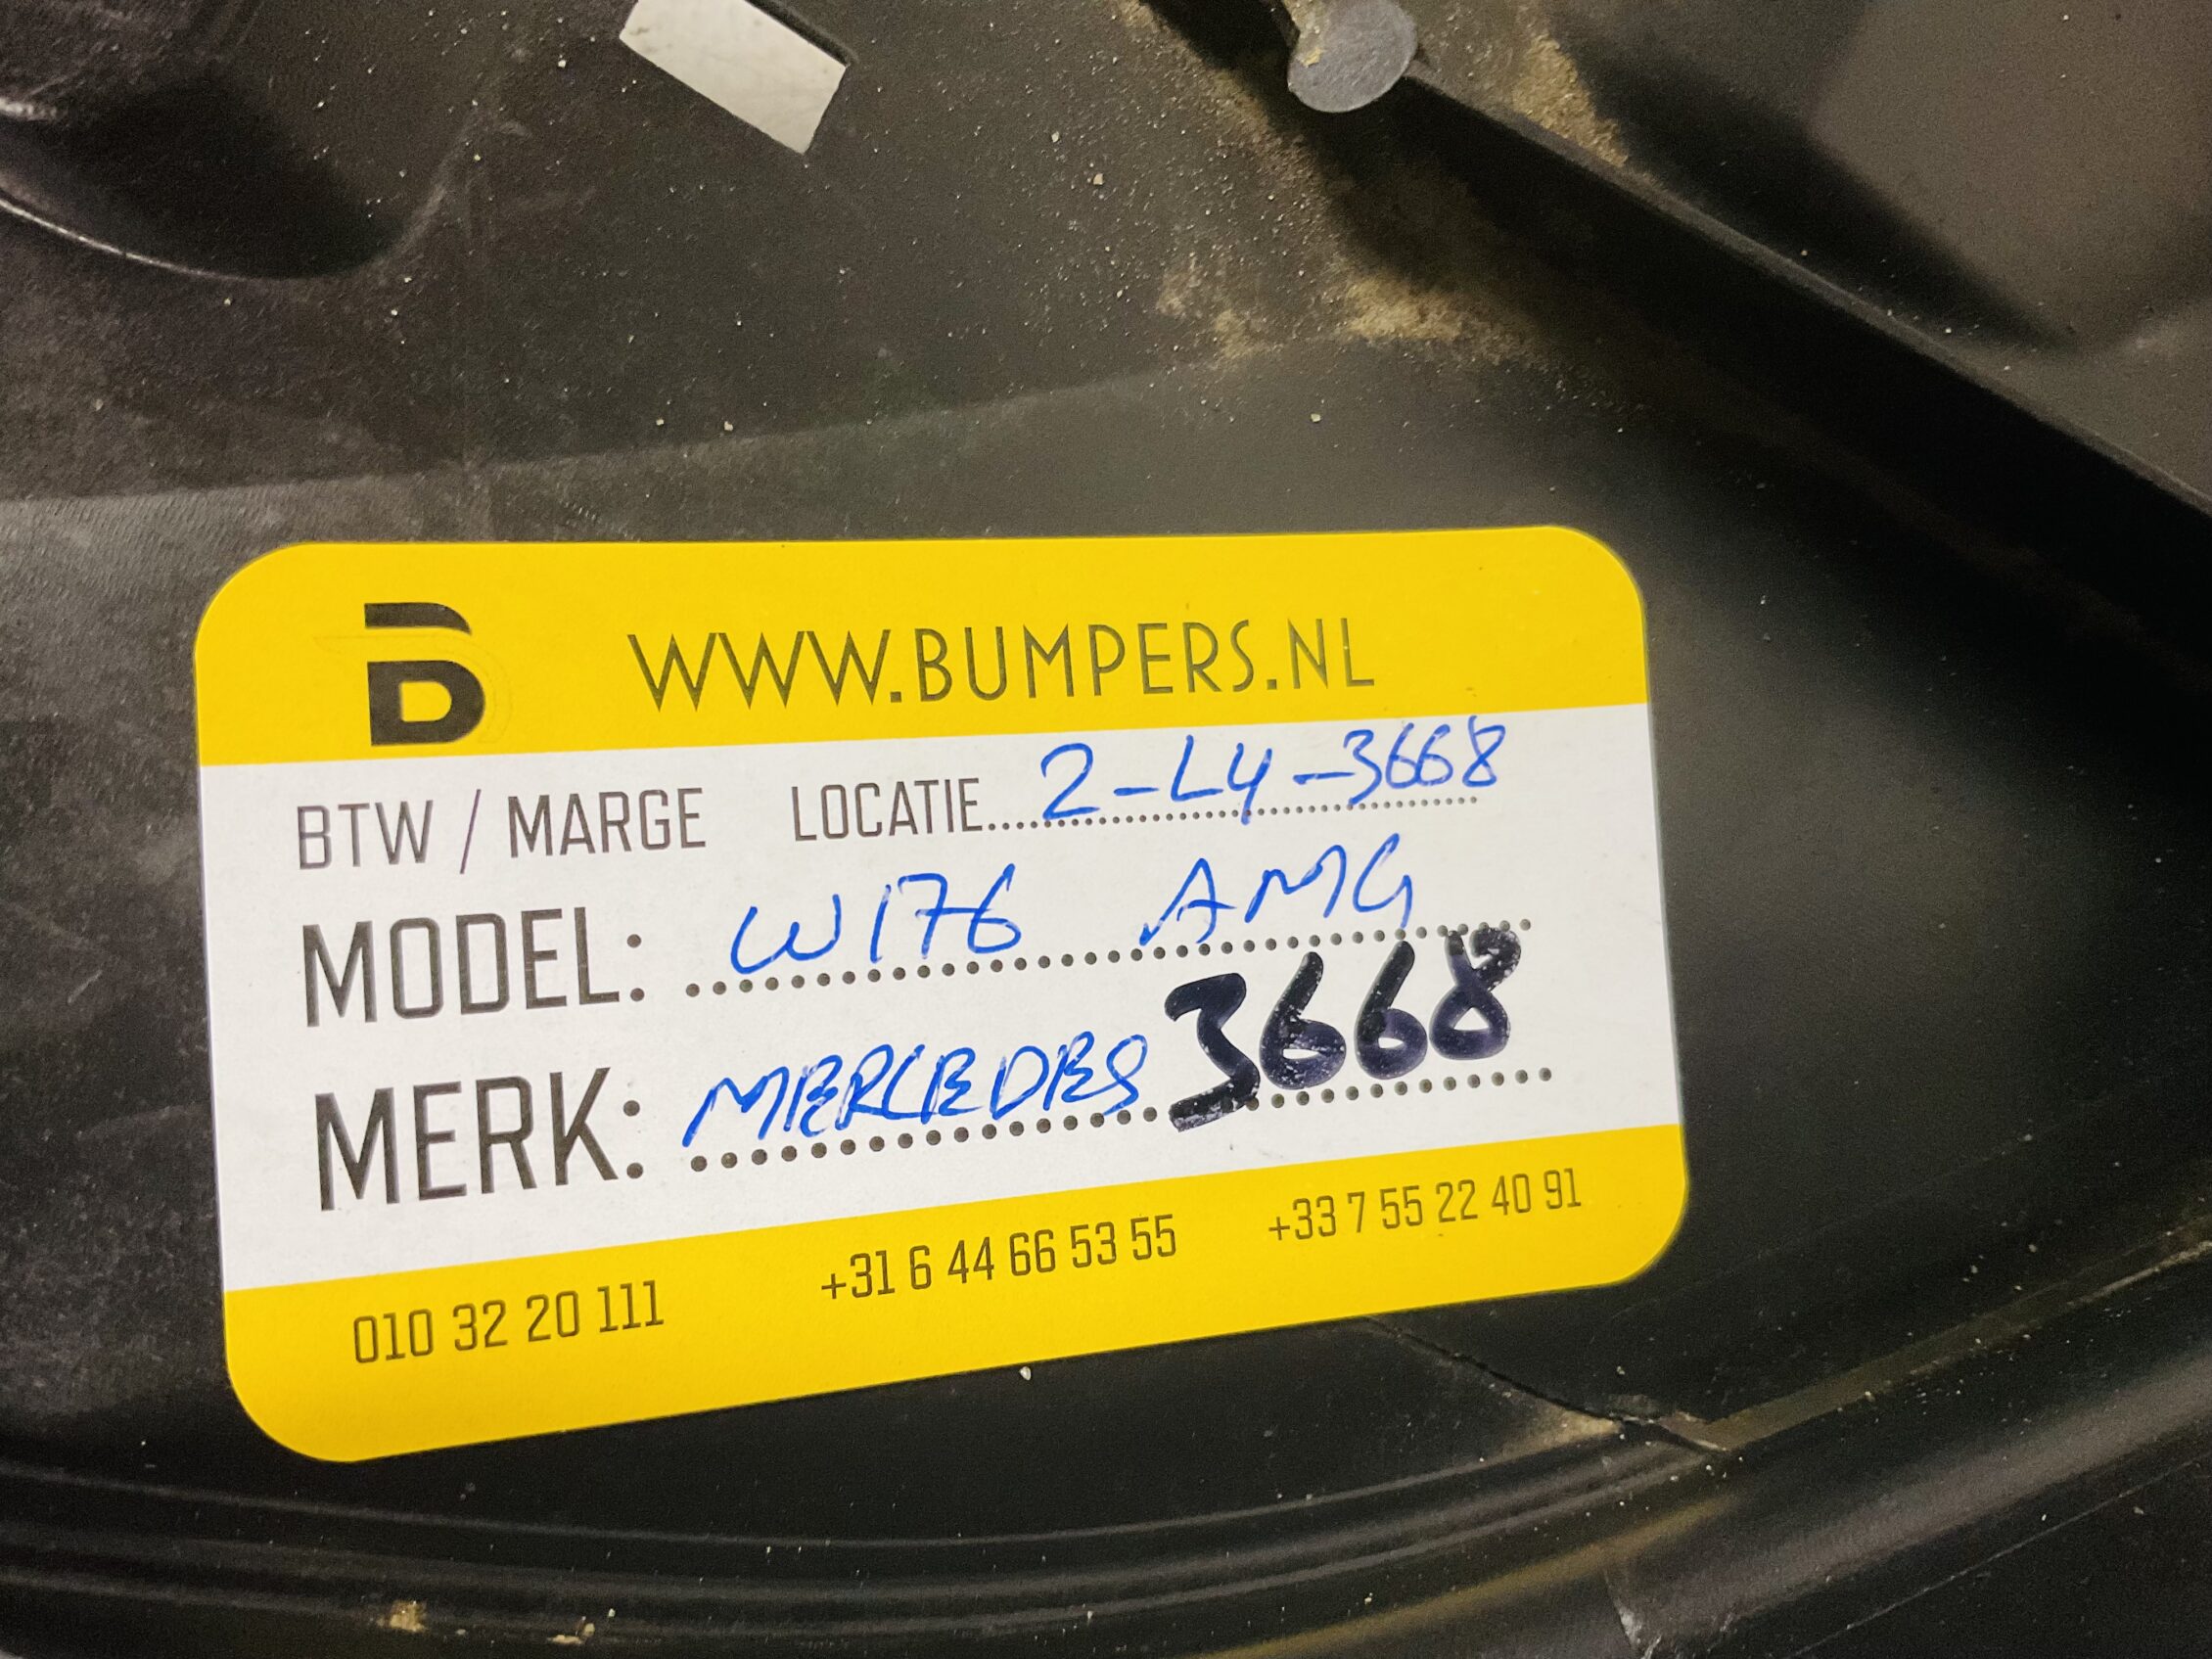 WWW.BUMPERS.NL
BTW / MARGE LOCATIE 2-L4-3668
MODEL: W176 AMG
MERK: MERCEDES 3668
010 32 20 111 +31 6 44 66 53 55 +33 7 55 22 40 91